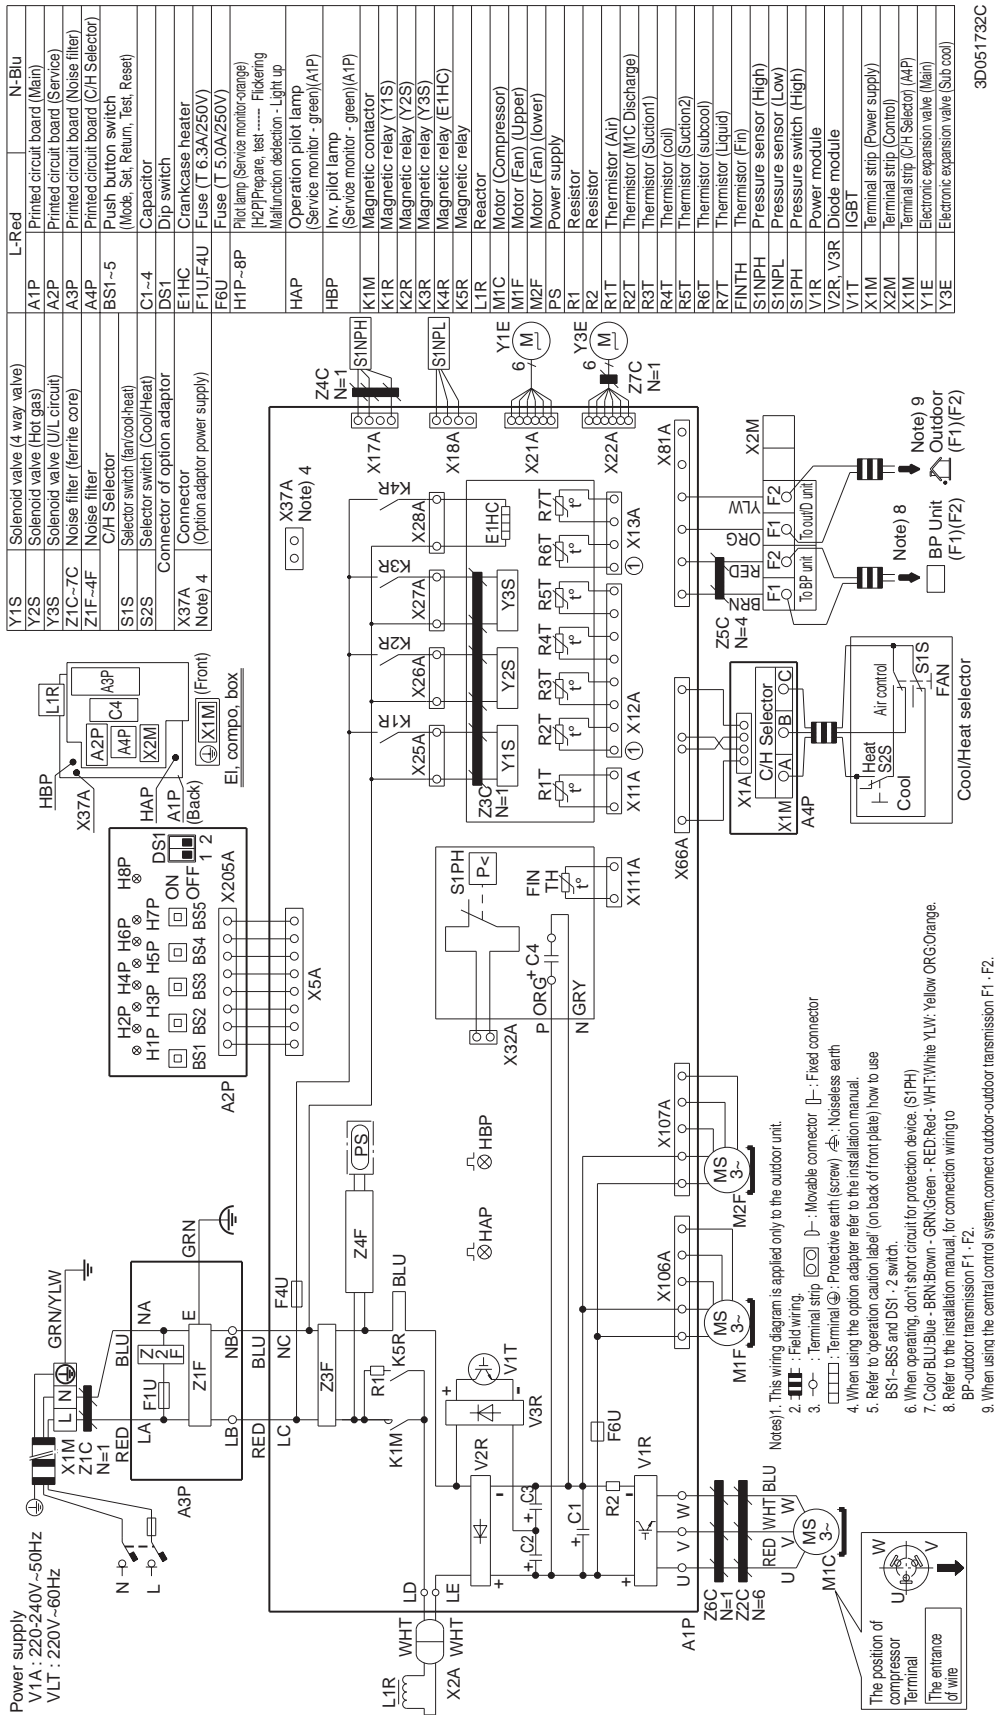 Power supply
V1A : 220-240V~50Hz
VLT : 220V~60Hz
N
L
GRN/YLW
L N
X1M
Z1C
N=1
RED
BLU
LA
NA
F1U
Z
2
F
Z1F
E
GRN
LB
NB
A3P
RED
BLU
LC
NC
F4U
Z3F
Z4F
PS
R1
K5R
BLU
K1M
L1R
WHT
LD
X2A
WHT
LE
V2R
V3R
V1T
+
-
C2
C3
C1
R2
F6U
V1R
HAP
HBP
A1P
U V W
Z6C
N=1
Z2C
N=6
RED WHT BLU
U V W
MS
3~
M1C
X106A
MS
3~
M1F
X107A
MS
3~
M2F
The position of
compressor
Terminal
The entrance
of wire
U
W
V
A2P
H2P H4P H6P H8P
H1P H3P H5P H7P
BS1 BS2 BS3 BS4 BS5
DS1
ON
OFF
1 2
X205A
X5A
X32A
S1PH
P<
P ORG
+ C4
N GRY
FIN
TH
t°
X111A
HBP
X37A
HAP
A1P
(Back)
L1R
A3P
C4
A2P
A4P
X2M
X1M
(Front)
El, compo, box
X37A
Note) 4
K1R
K2R
K3R
K4R
X25A
X26A
X27A
X28A
Z3C
N=1
Y1S
Y2S
Y3S
E1HC
R1T
R2T
R3T
R4T
R5T
R6T
R7T
t° t° t° t° t° t° t°
X11A
1
X12A
1
X13A
X17A
X18A
X21A
X22A
Z4C
N=1
S1NPH
S1NPL
Y1E
M
6
Y3E
M
6
Z7C
N=1
X66A
X81A
X1A
C/H Selector
X1M
A B C
A4P
Heat
S2S
Cool
Air control
S1S
FAN
Cool/Heat selector
Z5C
N=4
BRN RED ORG YLW
F1 F2 F1 F2
To BP unit
To out/D unit
X2M
Note) 8
BP Unit
(F1)(F2)
Note) 9
Outdoor
(F1)(F2)
Y1S Solenoid valve (4 way valve)
Y2S Solenoid valve (Hot gas)
Y3S Solenoid valve (U/L circuit)
Z1C~7C Noise filter (ferrite core)
Z1F~4F Noise filter
C/H Selector
S1S Selector switch (fan/cool-heat)
S2S Selector switch (Cool/Heat)
Connector of option adaptor
X37A Connector
Note) 4 (Option adaptor power supply)
L-Red N-Blu
A1P Printed circuit board (Main)
A2P Printed circuit board (Service)
A3P Printed circuit board (Noise filter)
A4P Printed circuit board (C/H Selector)
BS1~5 Push button switch
(Mode, Set, Return, Test, Reset)
C1~4 Capacitor
DS1 Dip switch
E1HC Crankcase heater
F1U,F4U Fuse (T 6.3A/250V)
F6U Fuse (T 5.0A/250V)
H1P~8P Pilot lamp (Service monitor-orange)
[H2P]Prepare, test ------ Flickering
Malfunction dedection - Light up
HAP Operation pilot lamp
(Service monitor - green)(A1P)
HBP Inv. pilot lamp
(Service monitor - green)(A1P)
K1M Magnetic contactor
K1R Magnetic relay (Y1S)
K2R Magnetic relay (Y2S)
K3R Magnetic relay (Y3S)
K4R Magnetic relay (E1HC)
K5R Magnetic relay
L1R Reactor
M1C Motor (Compressor)
M1F Motor (Fan) (Upper)
M2F Motor (Fan) (lower)
PS Power supply
R1 Resistor
R2 Resistor
R1T Thermistor (Air)
R2T Thermistor (M1C Discharge)
R3T Thermistor (Suction1)
R4T Thermistor (coil)
R5T Thermistor (Suction2)
R6T Thermistor (subcool)
R7T Thermistor (Liquid)
FINTH Thermistor (Fin)
S1NPH Pressure sensor (High)
S1NPL Pressure sensor (Low)
S1PH Pressure switch (High)
V1R Power module
V2R, V3R Diode module
V1T IGBT
X1M Terminal strip (Power supply)
X2M Terminal strip (Control)
X1M Terminal strip (C/H Selector) (A4P)
Y1E Electronic expansion valve (Main)
Y3E Electronic expansion valve (Sub cool)
Notes)1. This wiring diagram is applied only to the outdoor unit.
2. : Field wiring.
3. : Terminal strip : Movable connector : Fixed connector
: Terminal : Protective earth (screw) : Noiseless earth
4. When using the option adapter refer to the installation manual.
5. Refer to 'operation caution label' (on back of front plate) how to use
BS1~BS5 and DS1 · 2 switch.
6. When operating, don't short circuit for protection device. (S1PH)
7. Color BLU:Blue - BRN:Brown - GRN:Green - RED:Red - WHT:White YLW: Yellow ORG:Orange.
8. Refer to the installation manual, for connection wiring to
BP-outdoor transmission F1 · F2.
9. When using the central control system,connect outdoor-outdoor transmission F1 · F2.
3D051732C